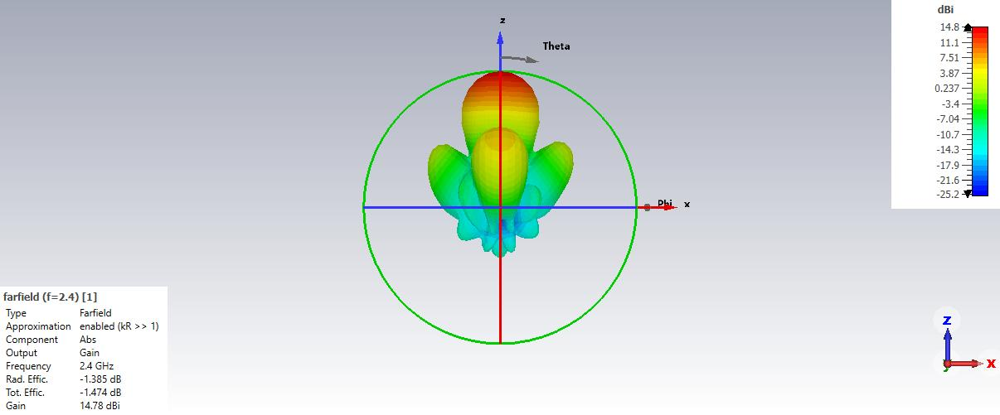 dBi
14.8
11.1
7.51
3.87
0.237
-3.4
-7.04
-10.7
-14.3
-17.9
-21.6
-25.2
z
Theta
Phi x
farfield (f=2.4) [1]
Type Farfield
Approximation enabled (kR >> 1)
Component Abs
Output Gain
Frequency 2.4 GHz
Rad. Effic. -1.385 dB
Tot. Effic. -1.474 dB
Gain 14.78 dBi
Z
X